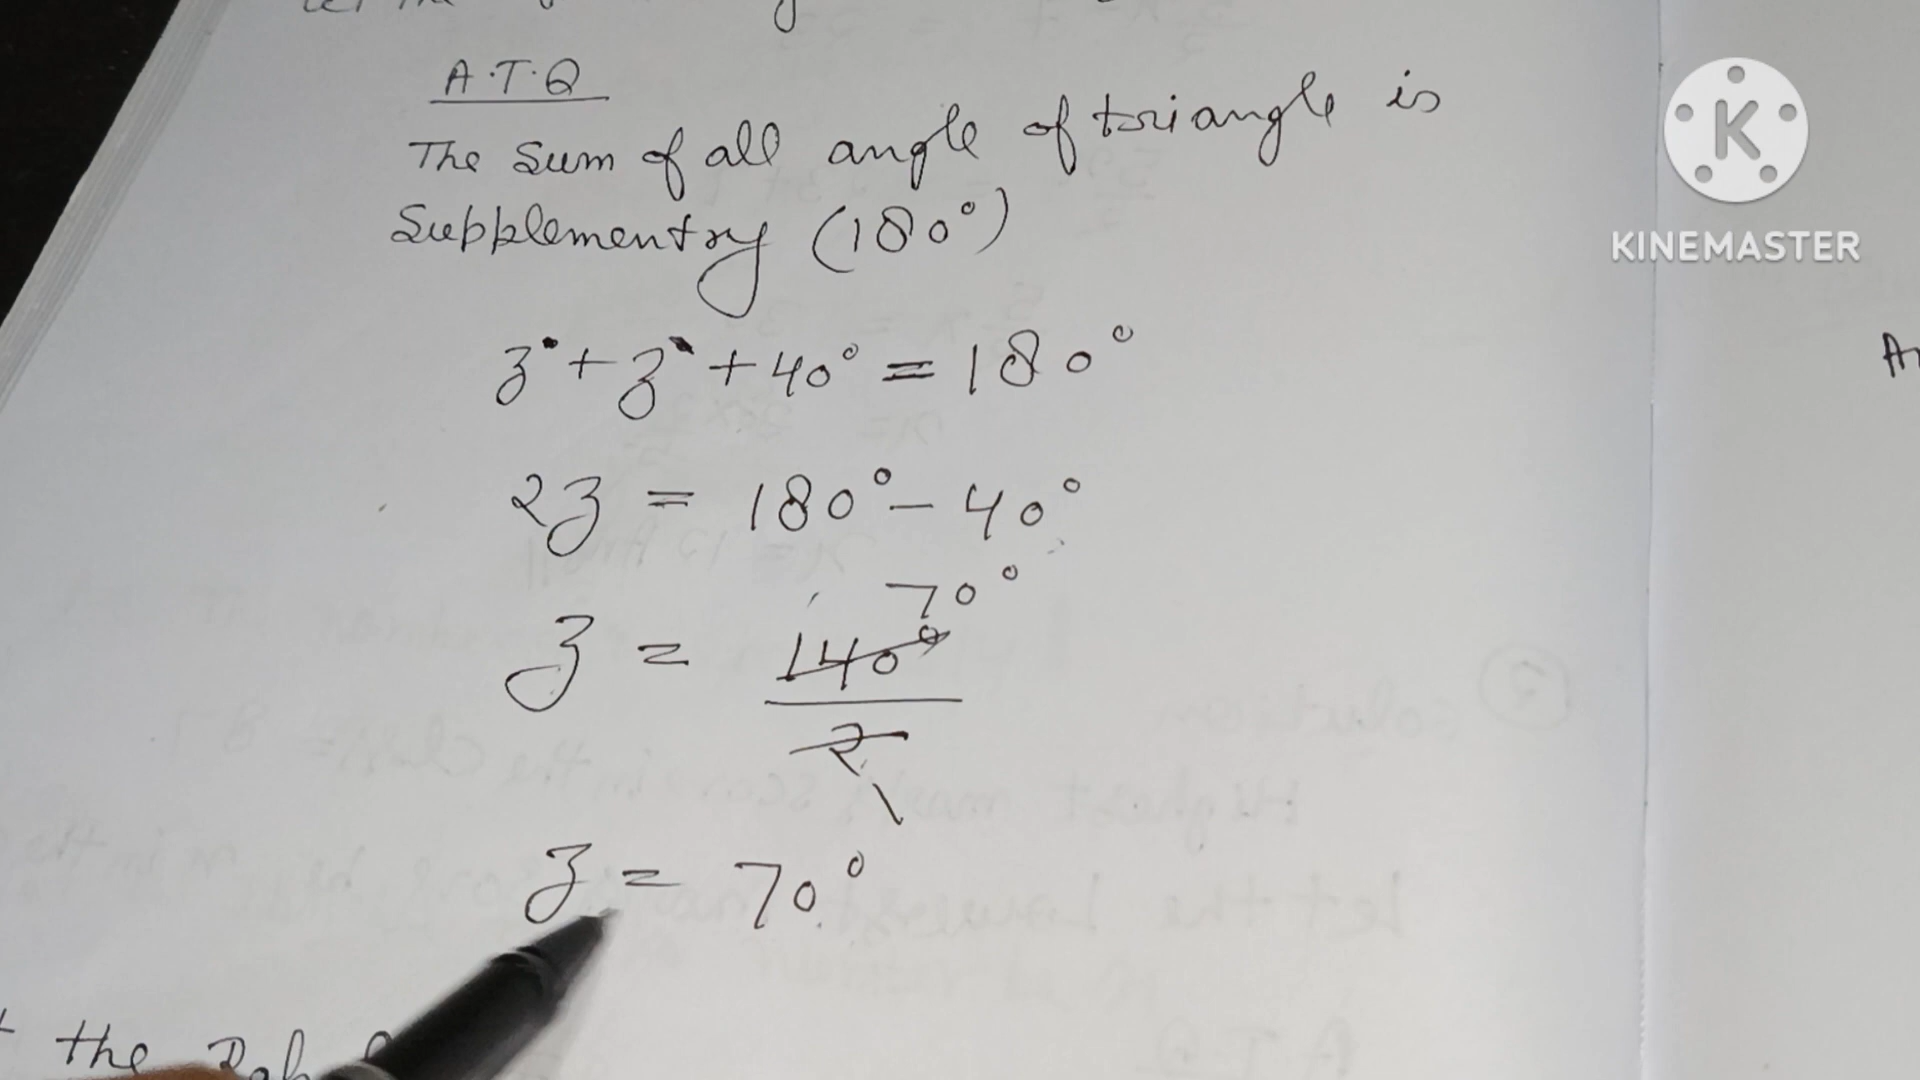 A.T.Q
The Sum of all angle of triangle is
Supplementry (180°)
z° + z° + 40° = 180°
2z = 180° - 40°
70°
z = 140°
2
1
z = 70°
the
K
KINEMASTER